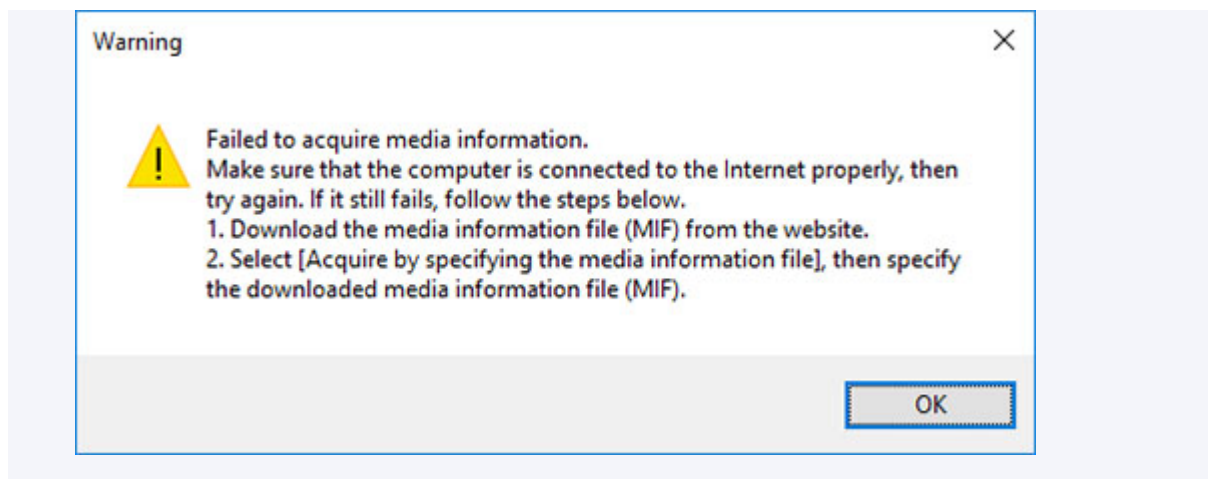 Warning
Failed to acquire media information.
Make sure that the computer is connected to the Internet properly, then
try again. If it still fails, follow the steps below.
1. Download the media information file (MIF) from the website.
2. Select [Acquire by specifying the media information file], then specify
the downloaded media information file (MIF).
OK